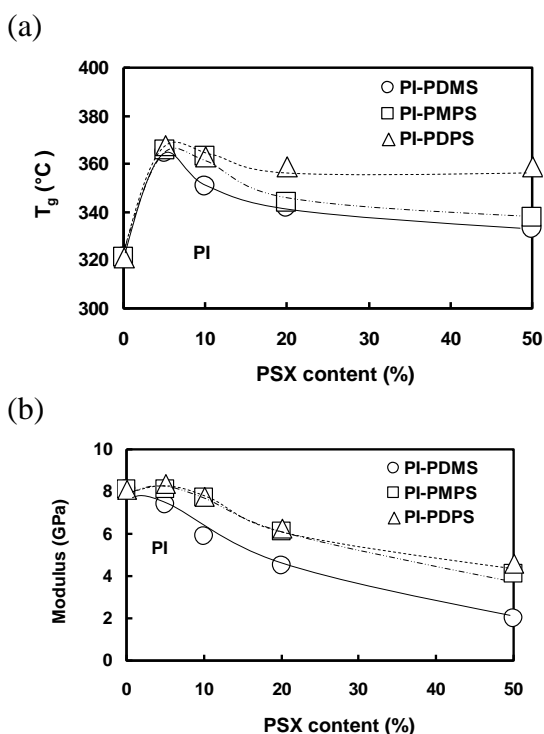 (a)
400
380
360
340
320
300
T_g (°C)
PI-PDMS
PI-PMPS
PI-PDPS
PI
0 10 20 30 40 50
PSX content (%)
(b)
10
8
6
4
2
0
Modulus (GPa)
PI-PDMS
PI-PMPS
PI-PDPS
PI
0 10 20 30 40 50
PSX content (%)